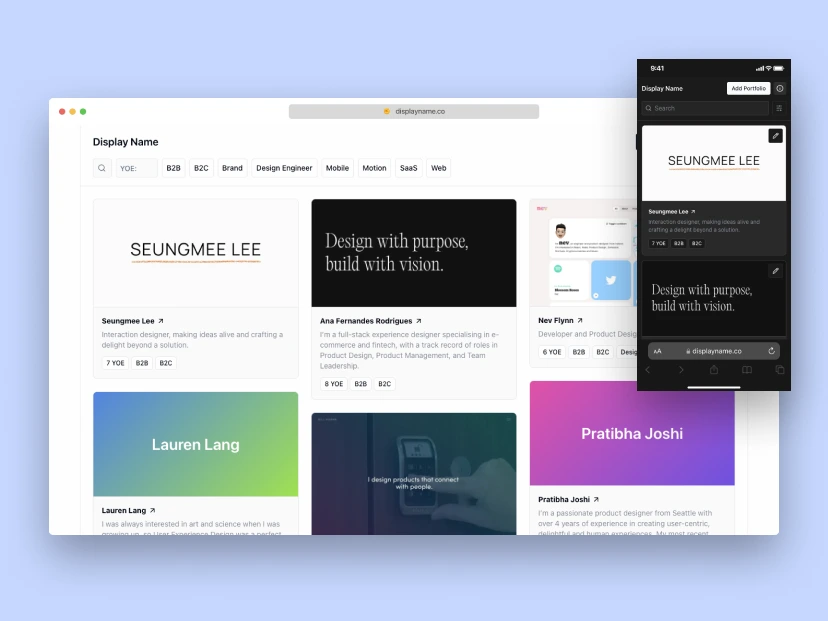 displayname.co
Display Name
YOE:
B2B
B2C
Brand
Design Engineer
Mobile
Motion
SaaS
Web
SEUNGMEE LEE
Seungmee Lee ↗
Interaction designer, making ideas alive and crafting a
delight beyond a solution.
7 YOE
B2B
B2C
Lauren Lang
Lauren Lang ↗
I was always interested in art and science when I was
growing up, so User Experience Design was a perfect
Design with purpose,
build with vision.
Ana Fernandes Rodrigues ↗
I'm a full-stack experience designer specialising in e-
commerce and fintech, with a track record of roles in
Product Design, Product Management, and Team
Leadership.
8 YOE
B2B
B2C
I design products that connect
with people.
Nev Flynn ↗
Developer and Product Desig
6 YOE
B2B
B2C
Desig
Pratibha Joshi
Pratibha Joshi ↗
I'm a passionate product designer from Seattle with
over 4 years of experience in creating user-centric,
delightful and human experiences. My most recent
9:41
Display Name
Add Portfolio
Search
SEUNGMEE LEE
Seungmee Lee ↗
Interaction designer, making ideas alive and
crafting a delight beyond a solution.
7 YOE
B2B
B2C
Design with purpose,
build with vision.
AA
displayname.co